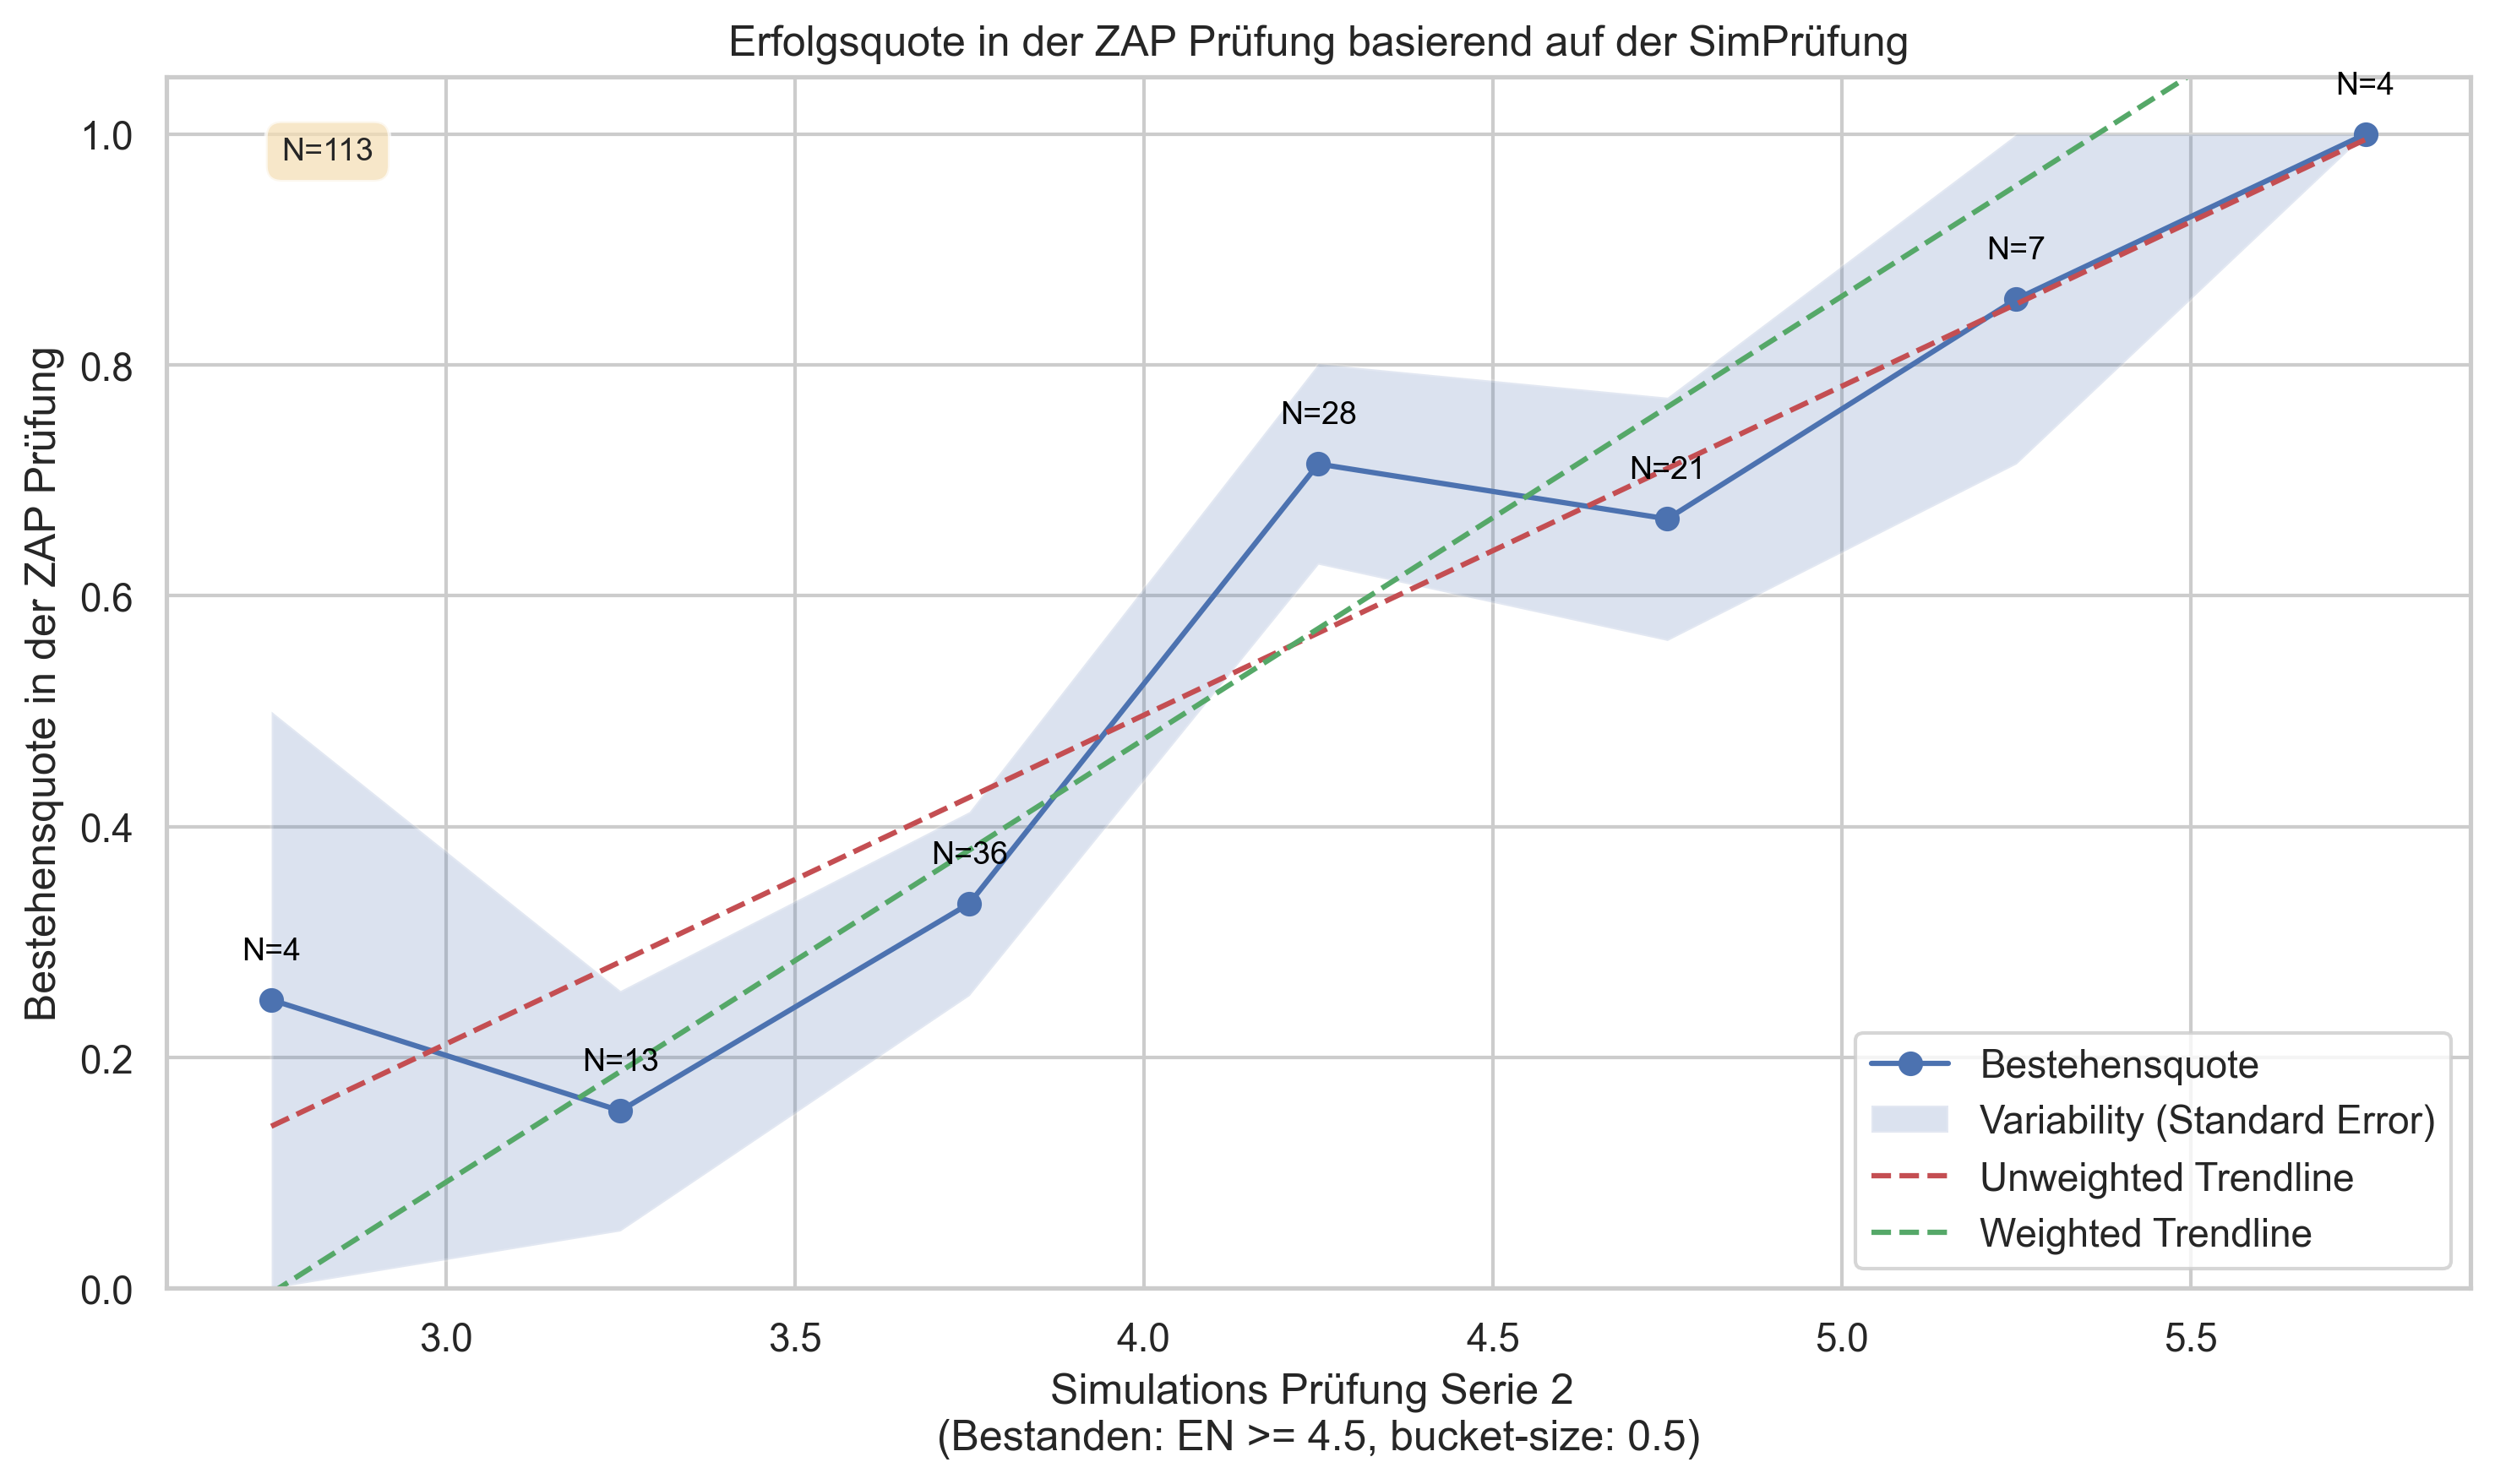 Erfolgsquote in der ZAP Prüfung basierend auf der SimPrüfung
N=4
N=113
1.0
N=7
0.8
N=28
N=21
0.6
Bestehensquote in der ZAP Prüfung
0.4
N=36
N=4
0.2
N=13
0.0
Bestehensquote
Variability (Standard Error)
Unweighted Trendline
Weighted Trendline
3.0 3.5 4.0 4.5 5.0 5.5
Simulations Prüfung Serie 2
(Bestanden: EN >= 4.5, bucket-size: 0.5)